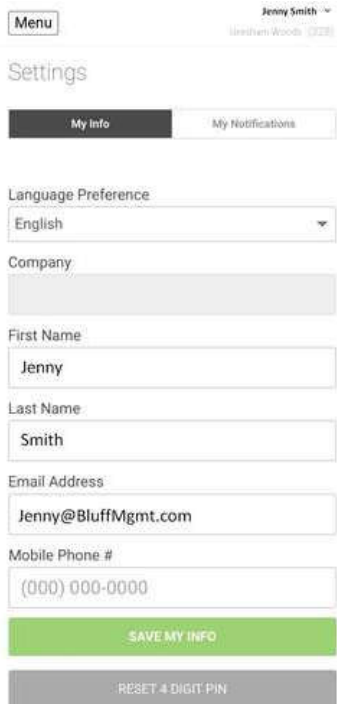 Menu
Jenny Smith
Woods
Settings
My Info
My Notifications
Language Preference
English
Company
First Name
Jenny
Last Name
Smith
Email Address
Jenny@BluffMgmt.com
Mobile Phone #
(000) 000-0000
SAVE MY INFO
RESET 4 DIGIT PIN